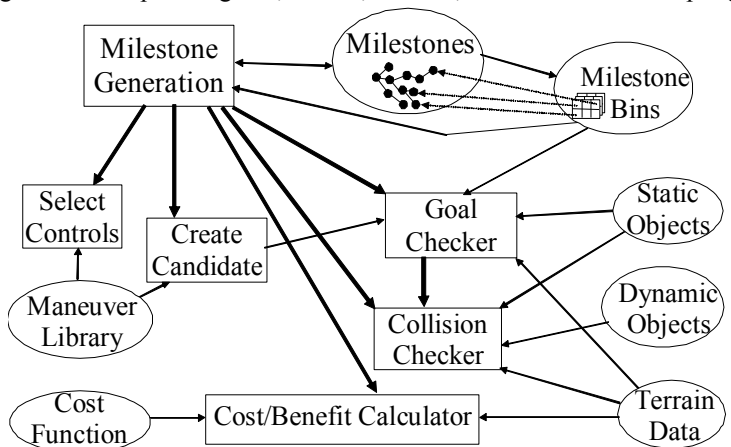 Milestone
Generation
Milestones
Milestone
Bins
Select
Controls
Create
Candidate
Goal
Checker
Static
Objects
Maneuver
Library
Collision
Checker
Dynamic
Objects
Cost
Function
Cost/Benefit Calculator
Terrain
Data